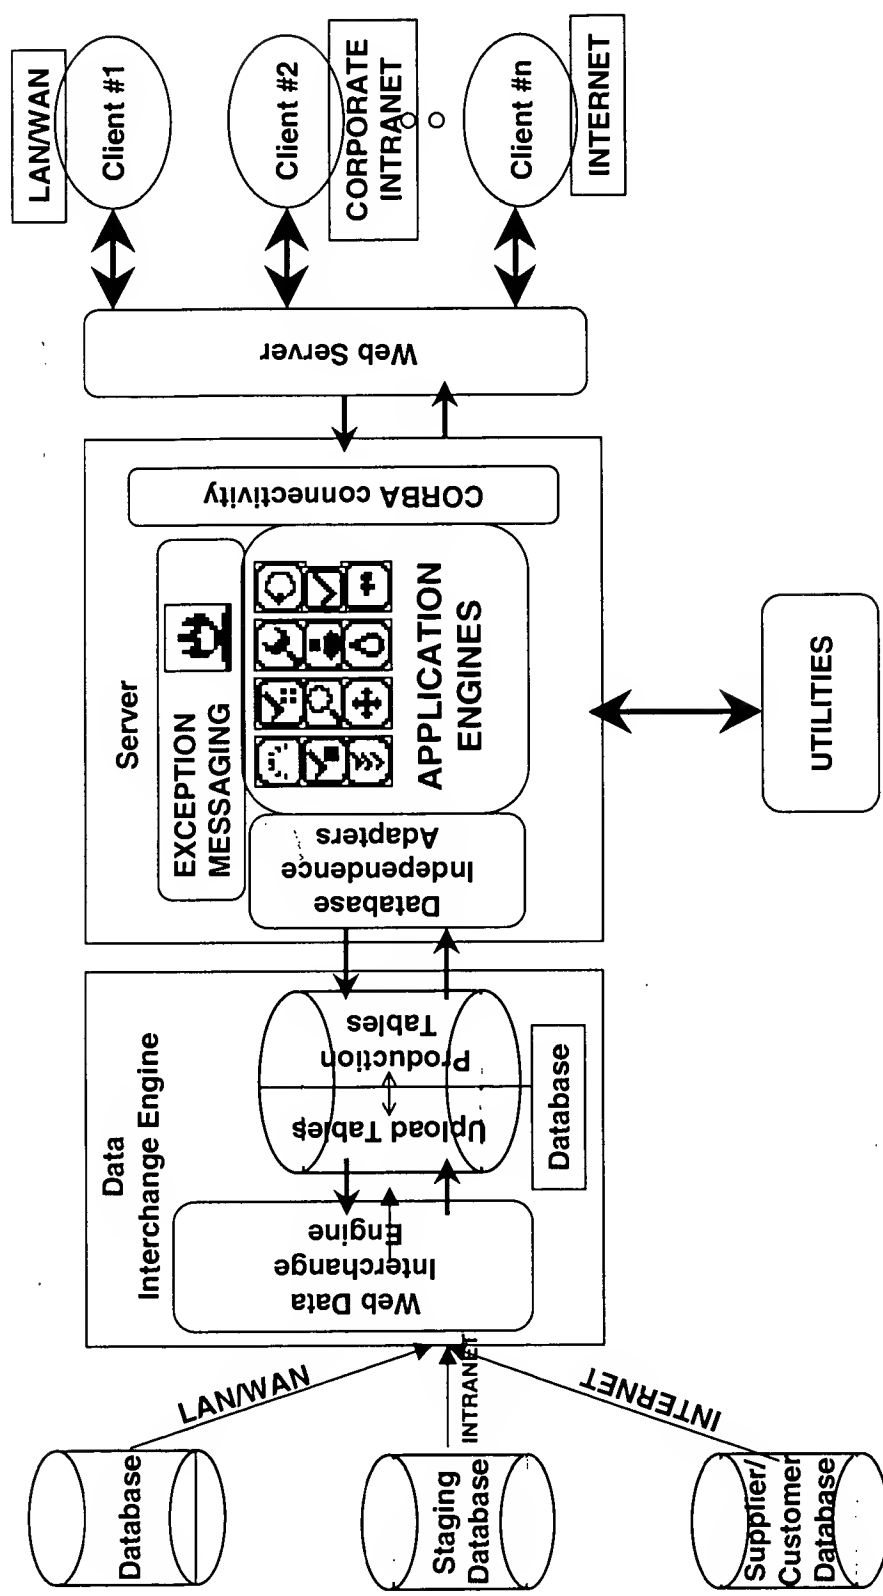 LAN/WAN
Client #1
Client #2
CORPORATE
INTRANET
Client #n
INTERNET
Web Server
Server
CORBA connectivity
EXCEPTION
MESSAGING
APPLICATION
ENGINES
Database
Independence
Adapters
UTILITIES
Data
Interchange Engine
Production
Tables
Upload Tables
Database
Web Data
Interchange
Engine
LAN/WAN
INTRANET
INTERNET
Database
Staging
Database
Supplier/
Customer
Database